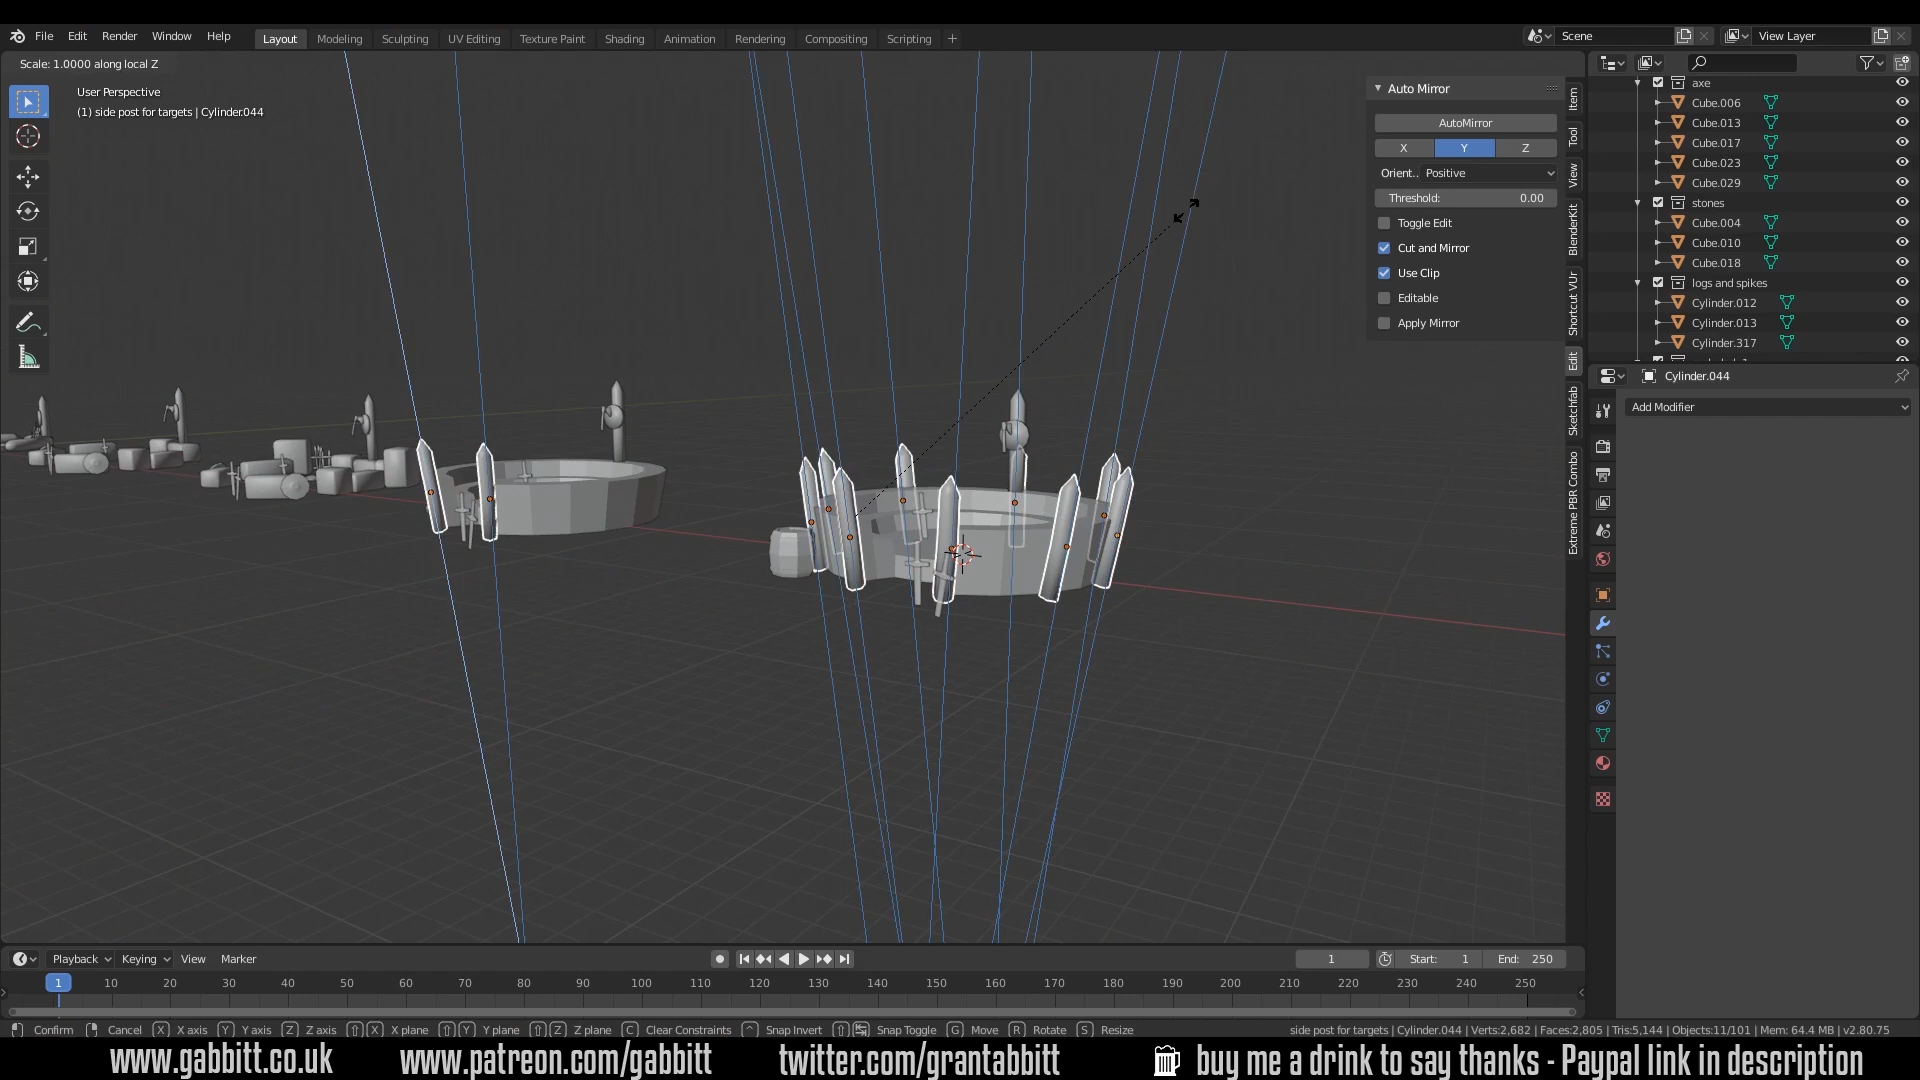 File Edit Render Window Help Layout Modeling Sculpting UV Editing Texture Paint Shading Animation Rendering Compositing Scripting + Scene View Layer
Scale: 1.0000 along local Z
User Perspective
(1) side post for targets | Cylinder.044
Auto Mirror
AutoMirror
X Y Z
Orient.. Positive
Threshold: 0.00
Toggle Edit
Cut and Mirror
Use Clip
Editable
Apply Mirror
Item
Tool
View
BlenderKit
Shortcut VUr
Edit
Sketchfab
Extreme PBR Combo
axe
Cube.006
Cube.013
Cube.017
Cube.023
Cube.029
stones
Cube.004
Cube.010
Cube.018
logs and spikes
Cylinder.012
Cylinder.013
Cylinder.317
Cylinder.044
Add Modifier
Playback Keying View Marker 1 Start: 1 End: 250
1 10 20 30 40 50 60 70 80 90 100 110 120 130 140 150 160 170 180 190 200 210 220 230 240 250
Confirm Cancel X X axis Y Y axis Z Z axis X X plane Y Y plane Z Z plane C Clear Constraints ^ Snap Invert Snap Toggle G Move R Rotate S Resize side post for targets | Cylinder.044 | Verts:2,682 | Faces:2,805 | Tris:5,144 | Objects:11/101 | Mem: 64.4 MB | v2.80.75
www.gabbitt.co.uk www.patreon.com/gabbitt twitter.com/grantabbitt buy me a drink to say thanks - Paypal link in description